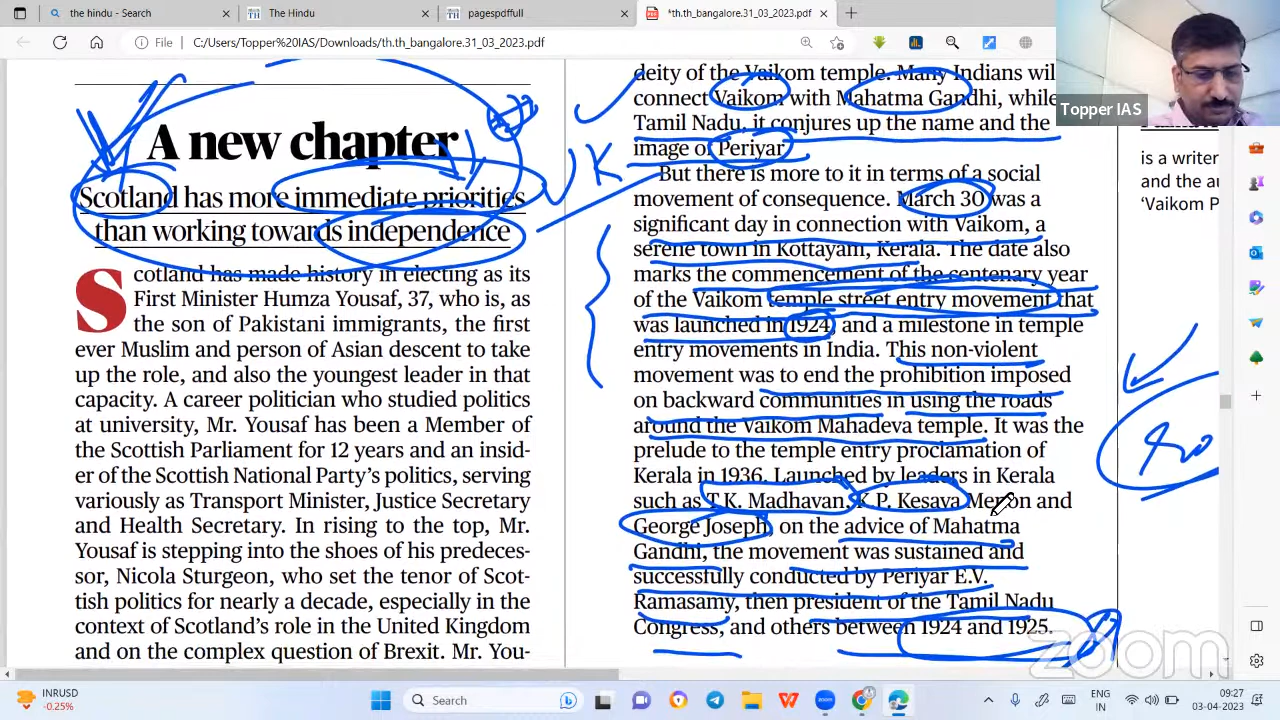 the hindu - Search
TH The Hindu
TH pagespdfull
*th.th_bangalore.31_03_2023.pdf
File C:/Users/Topper%20IAS/Downloads/th.th_bangalore.31_03_2023.pdf
Topper IAS
A new chapter
Scotland has more immediate priorities
than working towards independence
Scotland has made history in electing as its
First Minister Humza Yousaf, 37, who is, as
the son of Pakistani immigrants, the first
ever Muslim and person of Asian descent to take
up the role, and also the youngest leader in that
capacity. A career politician who studied politics
at university, Mr. Yousaf has been a Member of
the Scottish Parliament for 12 years and an insid-
er of the Scottish National Party's politics, serving
variously as Transport Minister, Justice Secretary
and Health Secretary. In rising to the top, Mr.
Yousaf is stepping into the shoes of his predeces-
sor, Nicola Sturgeon, who set the tenor of Scot-
tish politics for nearly a decade, especially in the
context of Scotland's role in the United Kingdom
and on the complex question of Brexit. Mr. You-
UK
deity of the Vaikom temple. Many Indians wil
connect Vaikom with Mahatma Gandhi, while
Tamil Nadu, it conjures up the name and the
image of Periyar
But there is more to it in terms of a social
movement of consequence. March 30 was a
significant day in connection with Vaikom, a
serene town in Kottayam, Kerala. The date also
marks the commencement of the centenary year
of the Vaikom temple street entry movement that
was launched in 1924, and a milestone in temple
entry movements in India. This non-violent
movement was to end the prohibition imposed
on backward communities in using the roads
around the Vaikom Mahadeva temple. It was the
prelude to the temple entry proclamation of
Kerala in 1936. Launched by leaders in Kerala
such as T.K. Madhavan, K.P. Kesava Menon and
George Joseph, on the advice of Mahatma
Gandhi, the movement was sustained and
successfully conducted by Periyar E.V.
Ramasamy, then president of the Tamil Nadu
Congress, and others between 1924 and 1925.
is a writer
and the au
'Vaikom P
zoom
INRUSD
-0.25%
Search
ENG
IN
09:27
03-04-2023